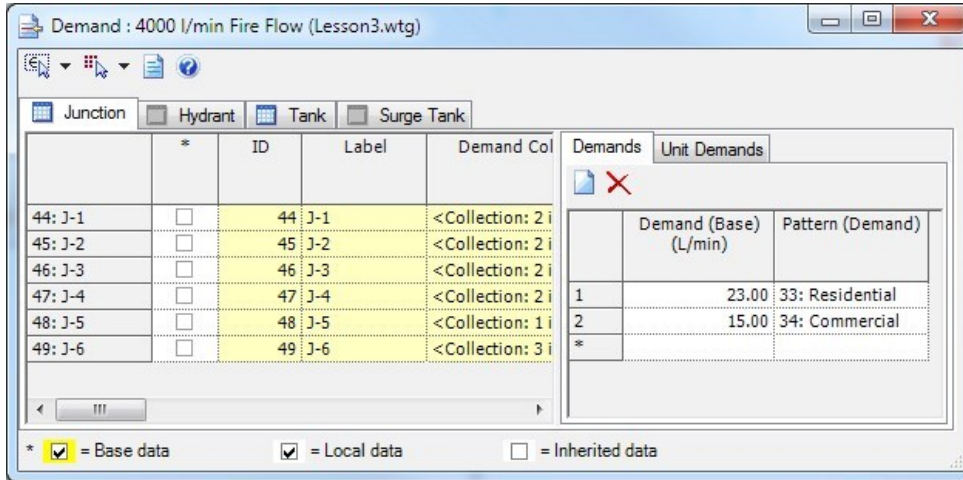 Demand : 4000 l/min Fire Flow (Lesson3.wtg)
Junction Hydrant Tank Surge Tank
* ID Label Demand Col
44: J-1 44 J-1 <Collection: 2 i
45: J-2 45 J-2 <Collection: 2 i
46: J-3 46 J-3 <Collection: 2 i
47: J-4 47 J-4 <Collection: 2 i
48: J-5 48 J-5 <Collection: 1 i
49: J-6 49 J-6 <Collection: 3 i
Demands Unit Demands
Demand (Base) Pattern (Demand)
(L/min)
1 23.00 33: Residential
2 15.00 34: Commercial
*
* = Base data = Local data = Inherited data